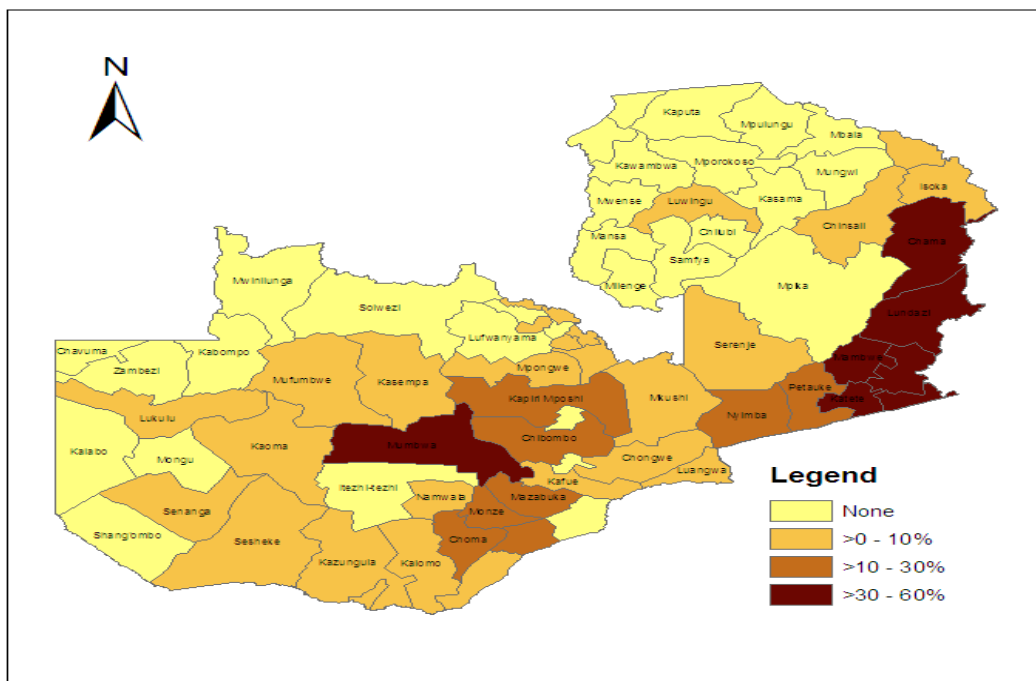 N
Kaputa
Mpulungu
Mbala
Kawambwa
Mporokoso
Mungwi
Isoka
Mwense
Luwingu
Kasama
Chinsali
Mansa
Chilubi
Chama
Samfya
Milenge
Mpika
Mwinilunga
Solwezi
Lundazi
Lufwanyama
Serenje
Chavuma
Kabompo
Mambwe
Zambezi
Mpongwe
Mufumbwe
Kasempa
Petauke
Mkushi
Kapiri Mposhi
Katete
Lukulu
Nyimba
Chibombo
Kaoma
Mumbwa
Kalabo
Mongu
Chongwe
Luangwa
Kafue
Itezhi-tezhi
Namwala
Mazabuka
Senanga
Monze
Shang'ombo
Sesheke
Choma
Kazungula
Kalomo
Legend
None
>0 - 10%
>10 - 30%
>30 - 60%